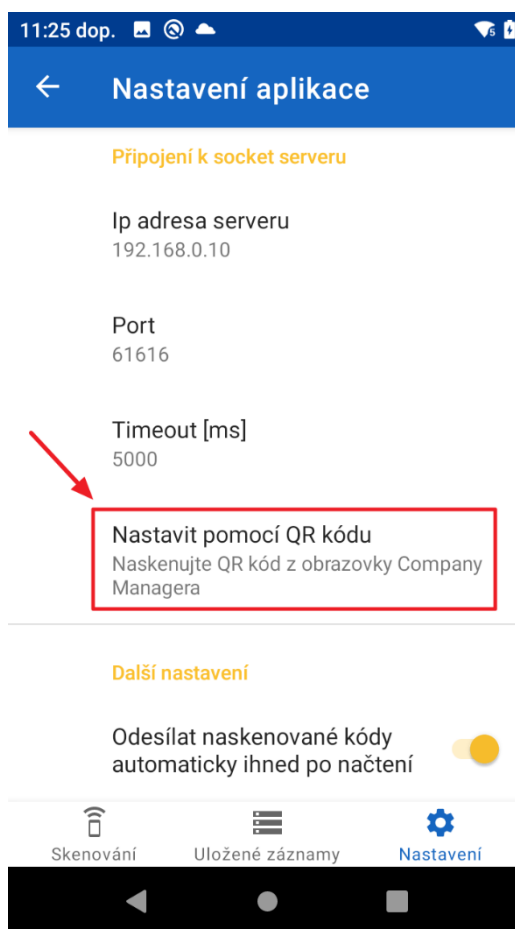 11:25 dop.
Nastavení aplikace
Připojení k socket serveru
Ip adresa serveru
192.168.0.10
Port
61616
Timeout [ms]
5000
Nastavit pomocí QR kódu
Naskenujte QR kód z obrazovky Company
Managera
Další nastavení
Odesílat naskenované kódy
automaticky ihned po načtení
Skenování
Uložené záznamy
Nastavení